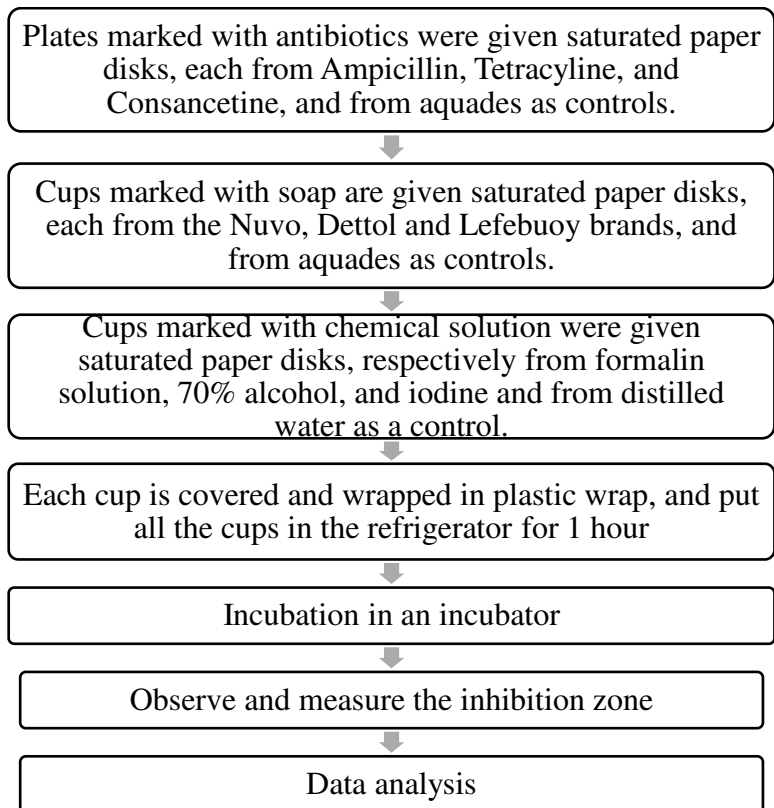 Plates marked with antibiotics were given saturated paper
disks, each from Ampicillin, Tetracyline, and
Consancetine, and from aquades as controls.
Cups marked with soap are given saturated paper disks,
each from the Nuvo, Dettol and Lefebuoy brands, and
from aquades as controls.
Cups marked with chemical solution were given
saturated paper disks, respectively from formalin
solution, 70% alcohol, and iodine and from distilled
water as a control.
Each cup is covered and wrapped in plastic wrap, and put
all the cups in the refrigerator for 1 hour
Incubation in an incubator
Observe and measure the inhibition zone
Data analysis